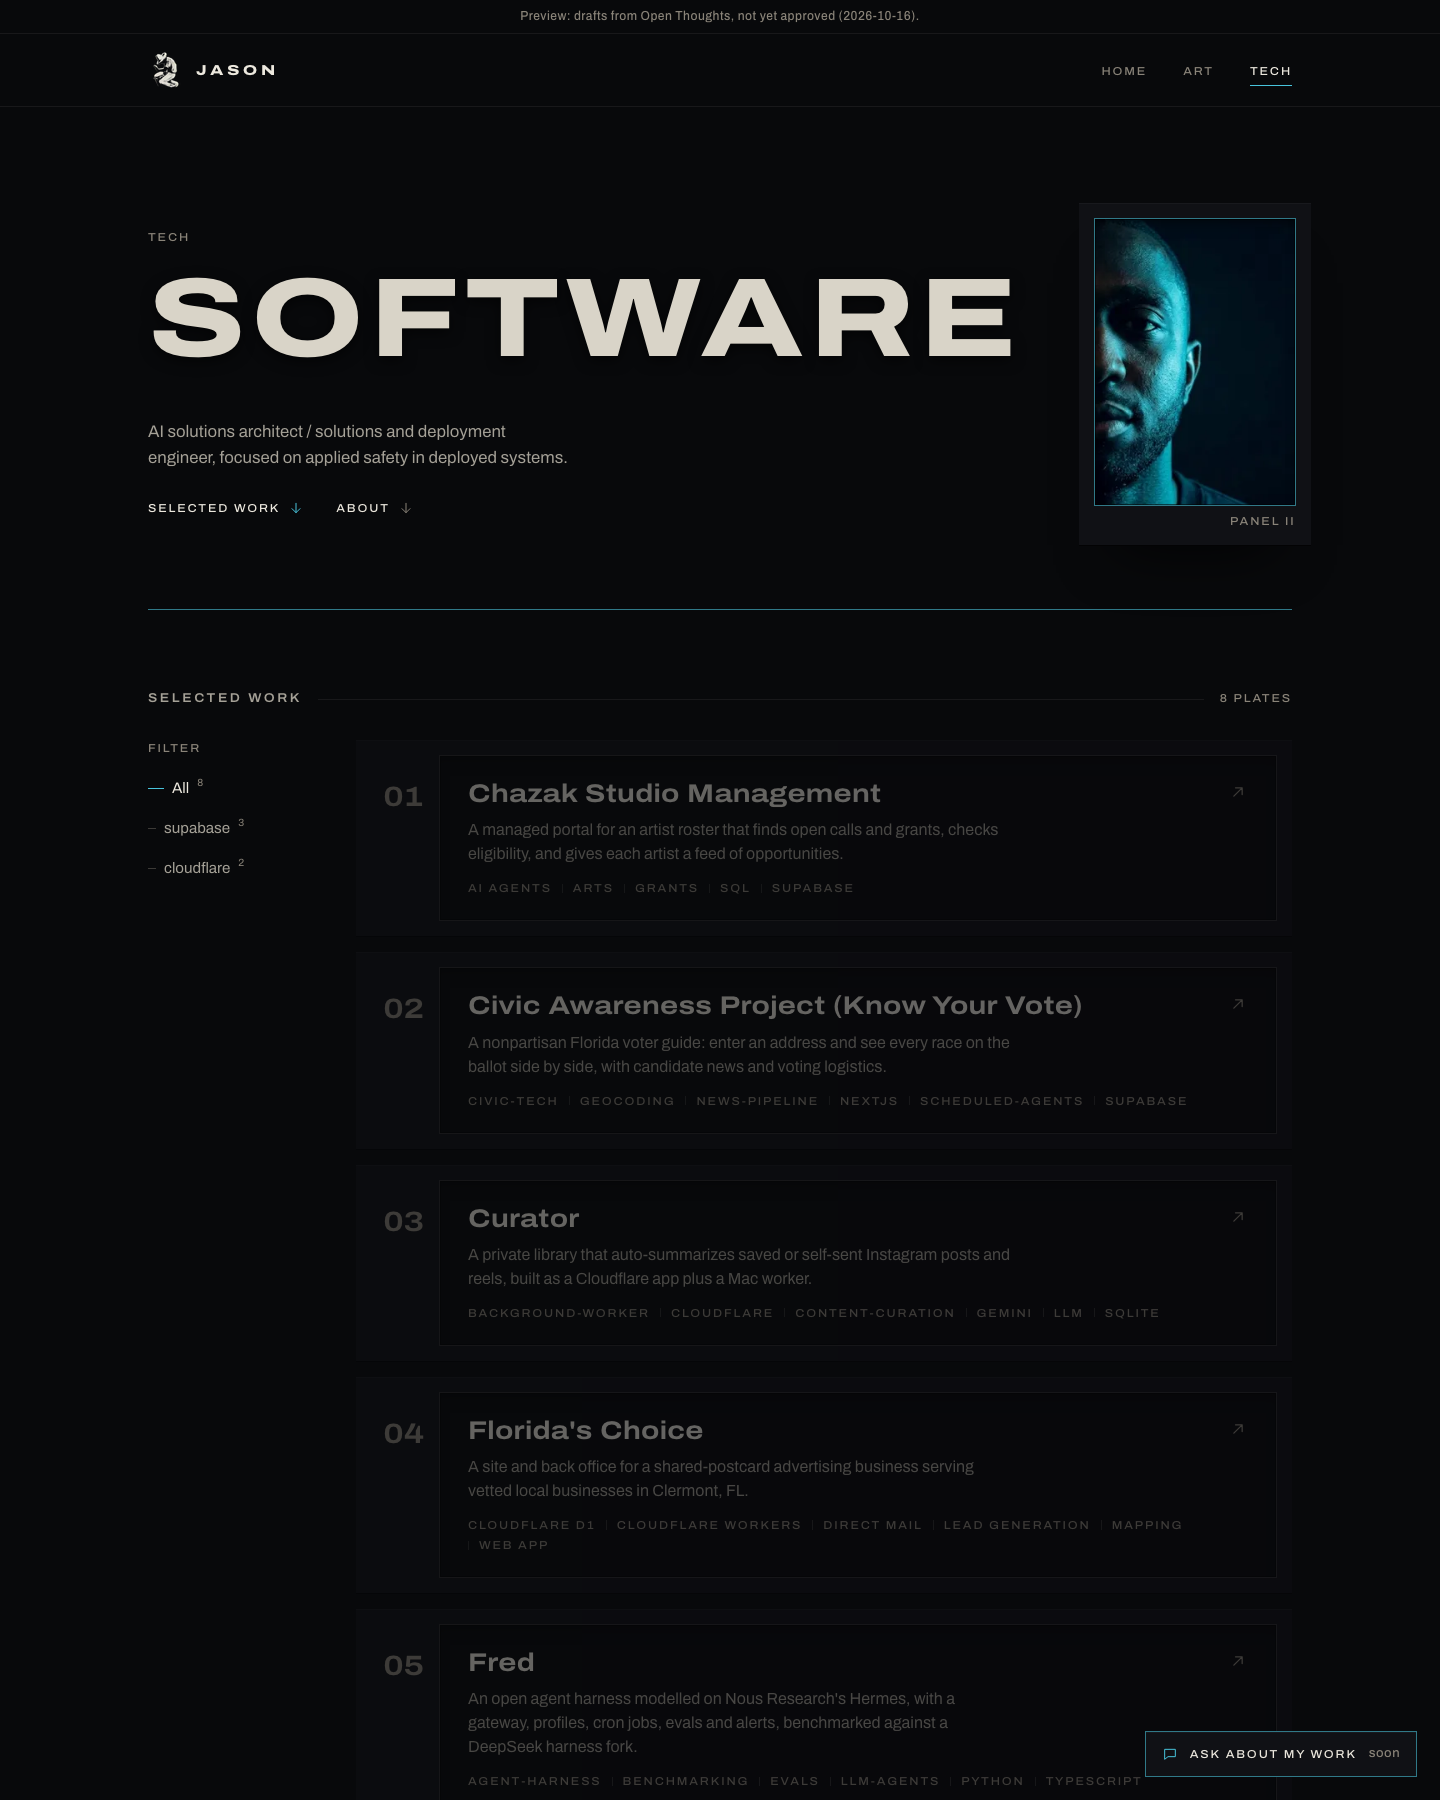 Preview: drafts from Open Thoughts, not yet approved (2026-10-16).
JASON
HOME
ART
TECH
TECH
SOFTWARE
AI solutions architect / solutions and deployment
engineer, focused on applied safety in deployed systems.
SELECTED WORK
ABOUT
PANEL II
SELECTED WORK
8 PLATES
FILTER
All 8
supabase 3
cloudflare 2
01
Chazak Studio Management
A managed portal for an artist roster that finds open calls and grants, checks
eligibility, and gives each artist a feed of opportunities.
AI AGENTS | ARTS | GRANTS | SQL | SUPABASE
02
Civic Awareness Project (Know Your Vote)
A nonpartisan Florida voter guide: enter an address and see every race on the
ballot side by side, with candidate news and voting logistics.
CIVIC-TECH | GEOCODING | NEWS-PIPELINE | NEXTJS | SCHEDULED-AGENTS | SUPABASE
03
Curator
A private library that auto-summarizes saved or self-sent Instagram posts and
reels, built as a Cloudflare app plus a Mac worker.
BACKGROUND-WORKER | CLOUDFLARE | CONTENT-CURATION | GEMINI | LLM | SQLITE
04
Florida's Choice
A site and back office for a shared-postcard advertising business serving
vetted local businesses in Clermont, FL.
CLOUDFLARE D1 | CLOUDFLARE WORKERS | DIRECT MAIL | LEAD GENERATION | MAPPING
| WEB APP
05
Fred
An open agent harness modelled on Nous Research's Hermes, with a
gateway, profiles, cron jobs, evals and alerts, benchmarked against a
DeepSeek harness fork.
AGENT-HARNESS | BENCHMARKING | EVALS | LLM-AGENTS | PYTHON | TYPESCRIPT
ASK ABOUT MY WORK soon